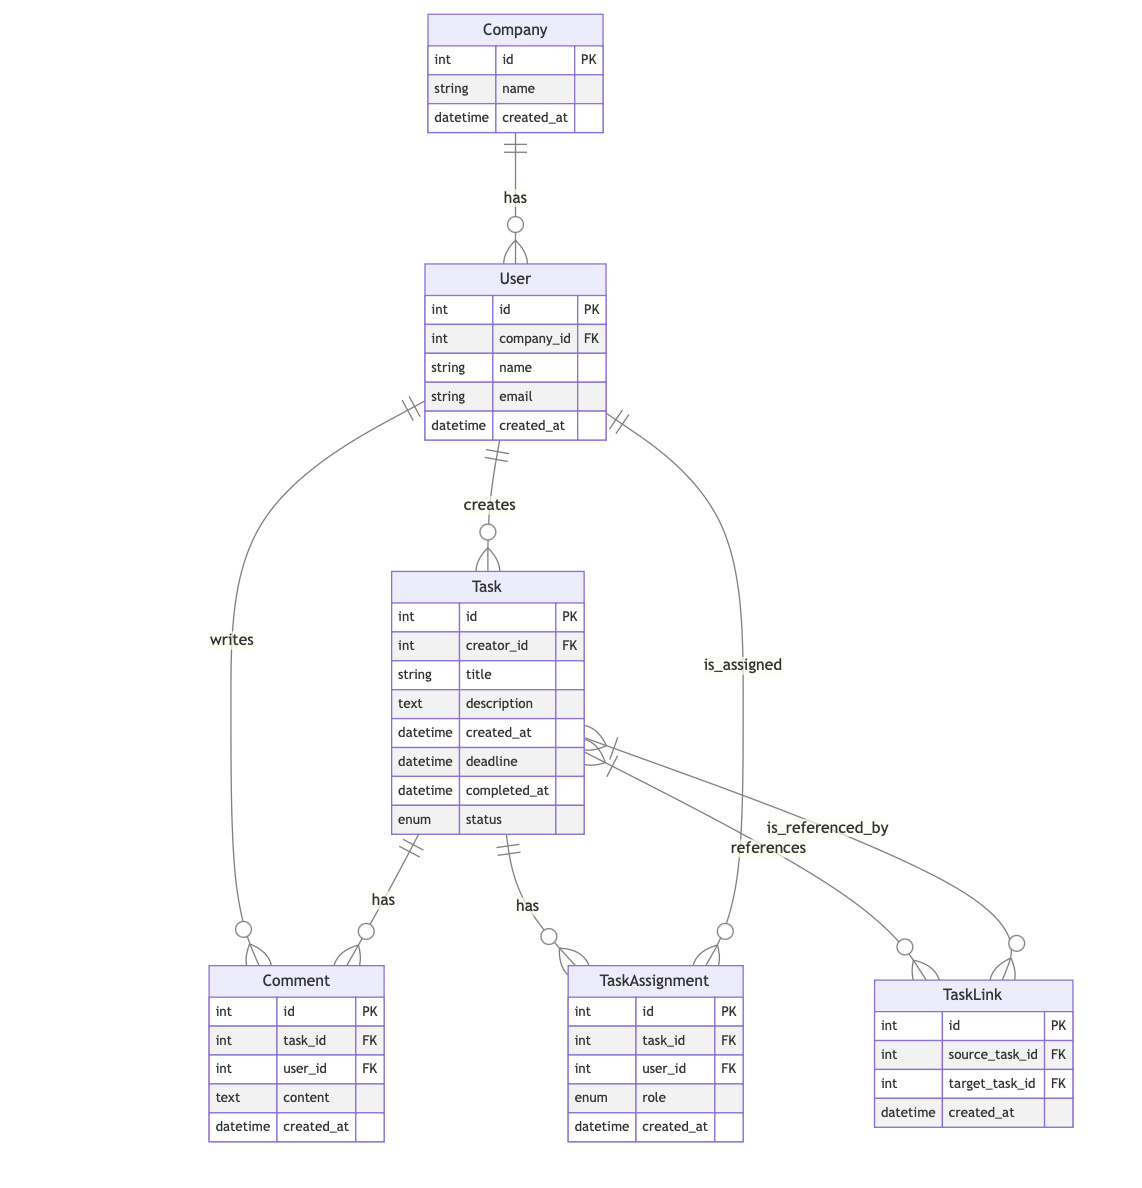 Company
int id PK
string name
datetime created_at
has
User
int id PK
int company_id FK
string name
string email
datetime created_at
creates
writes
is_assigned
Task
int id PK
int creator_id FK
string title
text description
datetime created_at
datetime deadline
datetime completed_at
enum status
is_referenced_by
references
has
has
Comment
int id PK
int task_id FK
int user_id FK
text content
datetime created_at
TaskAssignment
int id PK
int task_id FK
int user_id FK
enum role
datetime created_at
TaskLink
int id PK
int source_task_id FK
int target_task_id FK
datetime created_at